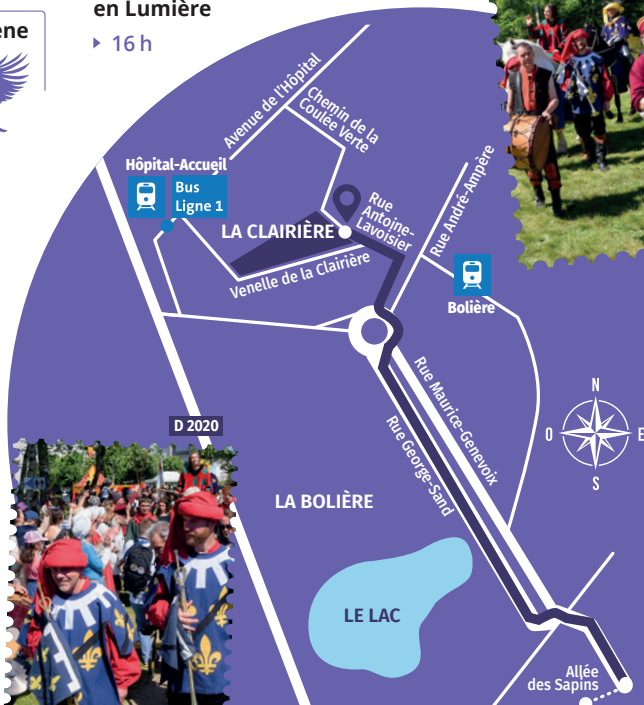 en Lumière
16 h
Avenue de l'Hôpital
Chemin de la
Coulée Verte
Hôpital-Accueil
Bus
Ligne 1
LA CLAIRIÈRE
Rue
Antoine-
Lavoisier
Rue André-Ampère
Venelle de la Clairière
Bolière
Rue Maurice-Genevoix
N
O
E
S
D 2020
Rue George-Sand
LA BOLIÈRE
LE LAC
Allée
des Sapins